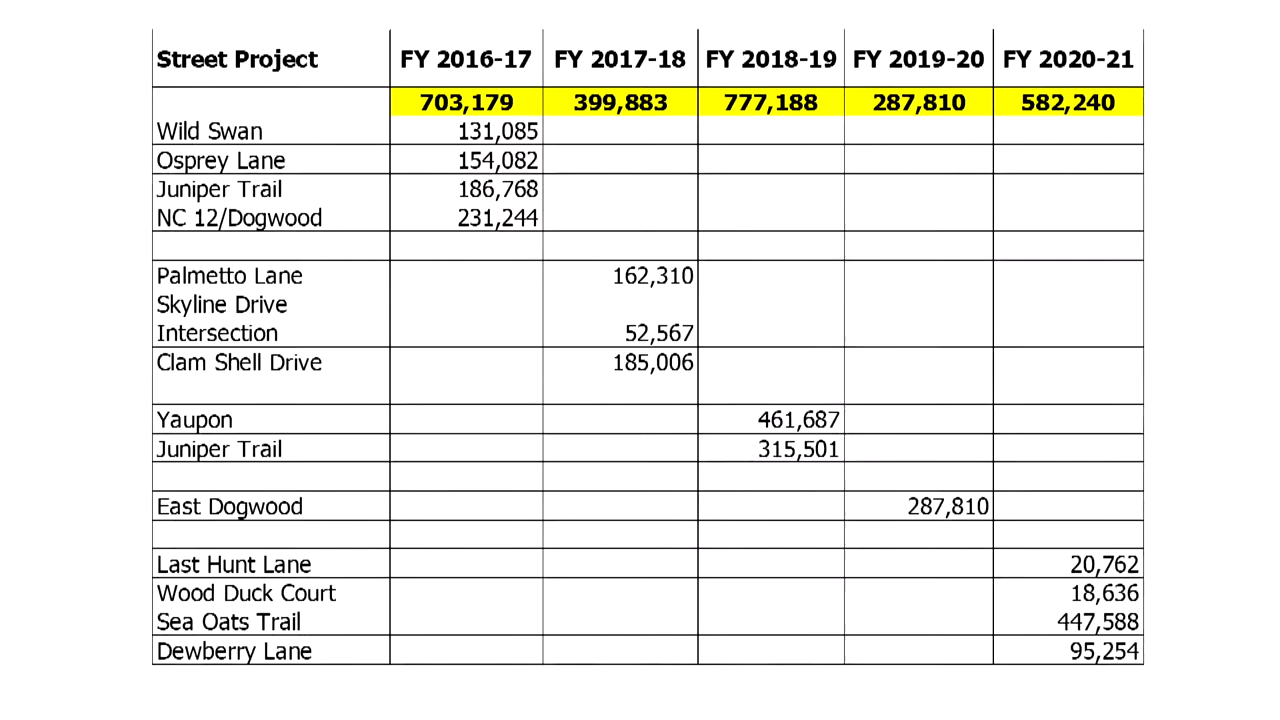 Street Project FY 2016-17 FY 2017-18 FY 2018-19 FY 2019-20 FY 2020-21
703,179 399,883 777,188 287,810 582,240
Wild Swan 131,085
Osprey Lane 154,082
Juniper Trail 186,768
NC 12/Dogwood 231,244
Palmetto Lane 162,310
Skyline Drive
Intersection 52,567
Clam Shell Drive 185,006
Yaupon 461,687
Juniper Trail 315,501
East Dogwood 287,810
Last Hunt Lane 20,762
Wood Duck Court 18,636
Sea Oats Trail 447,588
Dewberry Lane 95,254